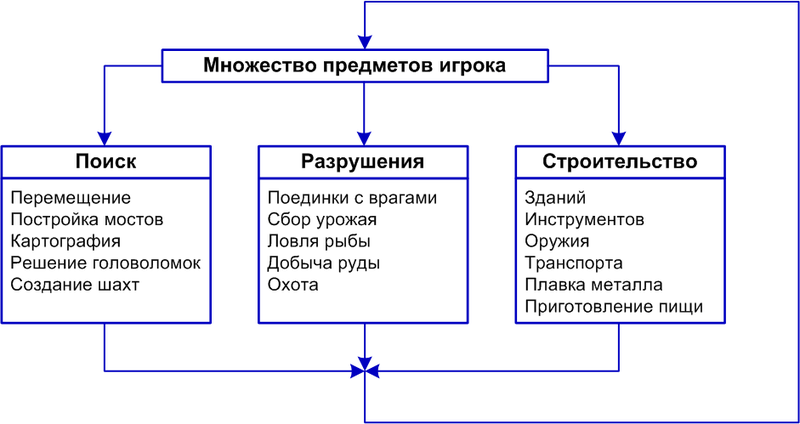 Множество предметов игрока
Поиск
Перемещение
Постройка мостов
Картография
Решение головоломок
Создание шахт
Разрушения
Поединки с врагами
Сбор урожая
Ловля рыбы
Добыча руды
Охота
Строительство
Зданий
Инструментов
Оружия
Транспорта
Плавка металла
Приготовление пищи